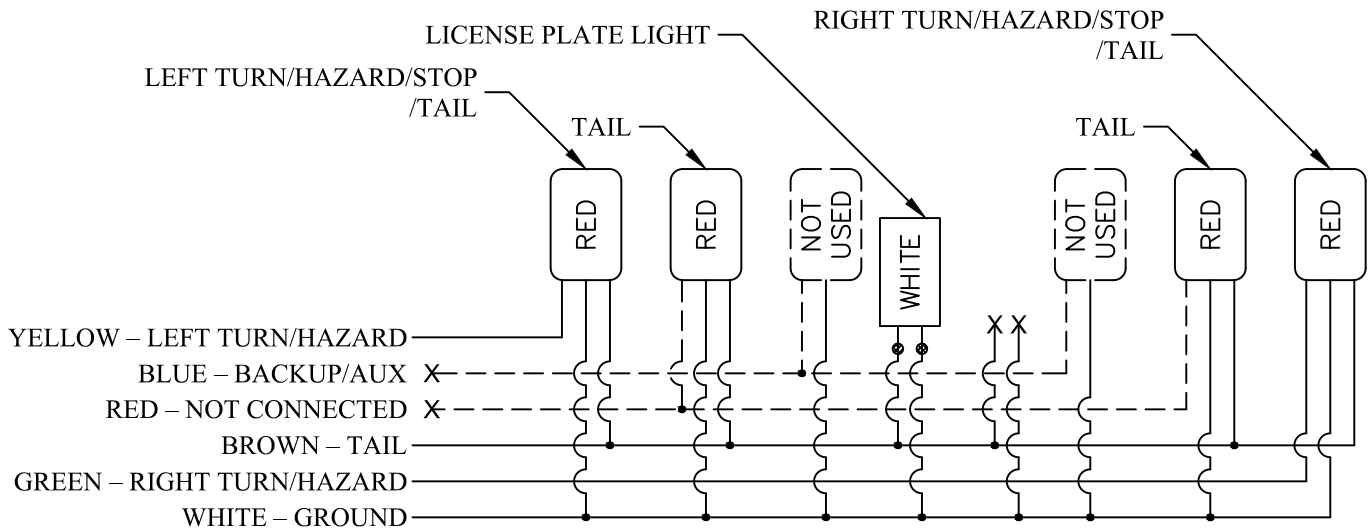 RIGHT TURN/HAZARD/STOP
/TAIL
LICENSE PLATE LIGHT
LEFT TURN/HAZARD/STOP
/TAIL
TAIL
TAIL
RED
RED
NOT
USED
WHITE
NOT
USED
RED
RED
YELLOW – LEFT TURN/HAZARD
X X
BLUE – BACKUP/AUX X
RED – NOT CONNECTED X
BROWN – TAIL
GREEN – RIGHT TURN/HAZARD
WHITE – GROUND